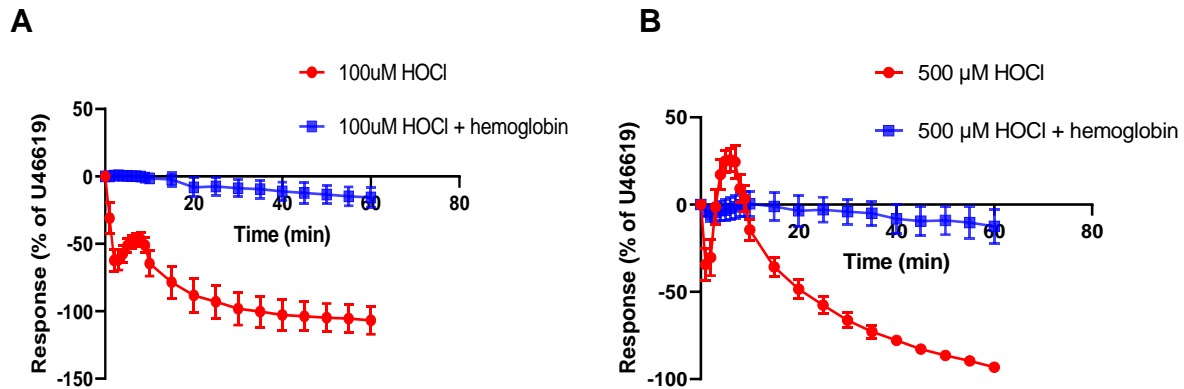 A
100uM HOCl
100uM HOCl + hemoglobin
Response (% of U46619)
50
0
-50
-100
-150
20
40
60
80
Time (min)
B
500 µM HOCl
500 µM HOCl + hemoglobin
Response (% of U46619)
50
0
-50
-100
20
40
60
80
Time (min)